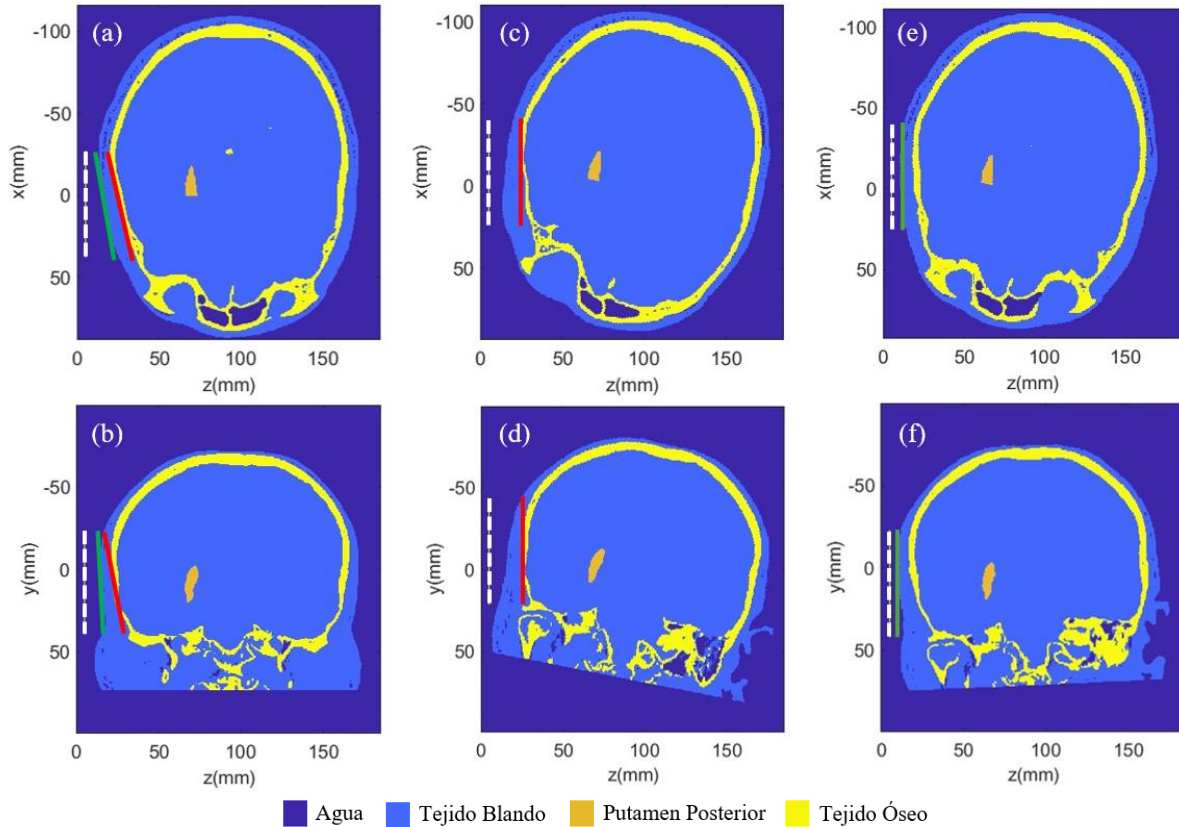 (a) (c) (e)
-100 -100 -100
-50 -50 -50
x(mm) 0 x(mm) 0 x(mm) 0
50 50 50
0 50 100 150 0 50 100 150 0 50 100 150
z(mm) z(mm) z(mm)
(b) (d) (f)
-50 -50 -50
y(mm) 0 y(mm) 0 y(mm) 0
50 50 50
0 50 100 150 0 50 100 150 0 50 100 150
z(mm) z(mm) z(mm)
Agua Tejido Blando Putamen Posterior Tejido Óseo